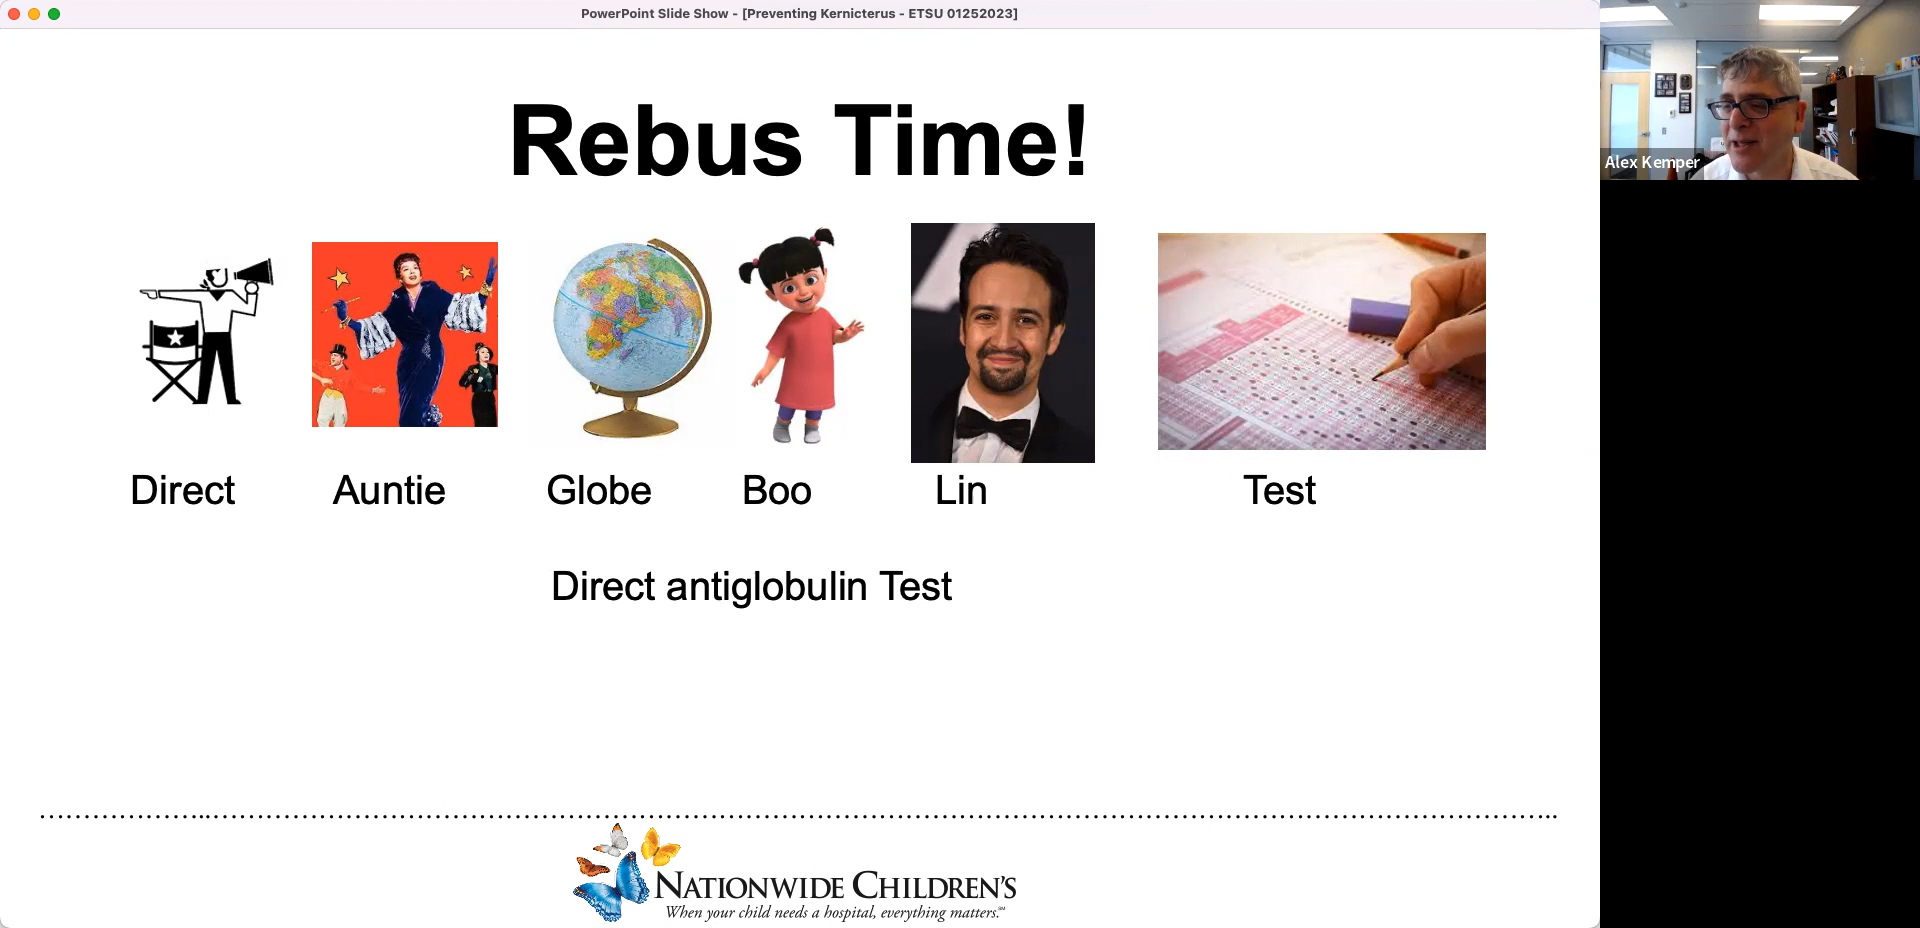 PowerPoint Slide Show - [Preventing Kernicterus - ETSU 01252023]
Alex Kemper
Rebus Time!
Direct Auntie Globe Boo Lin Test
Direct antiglobulin Test
NATIONWIDE CHILDREN'S
When your child needs a hospital, everything matters.℠